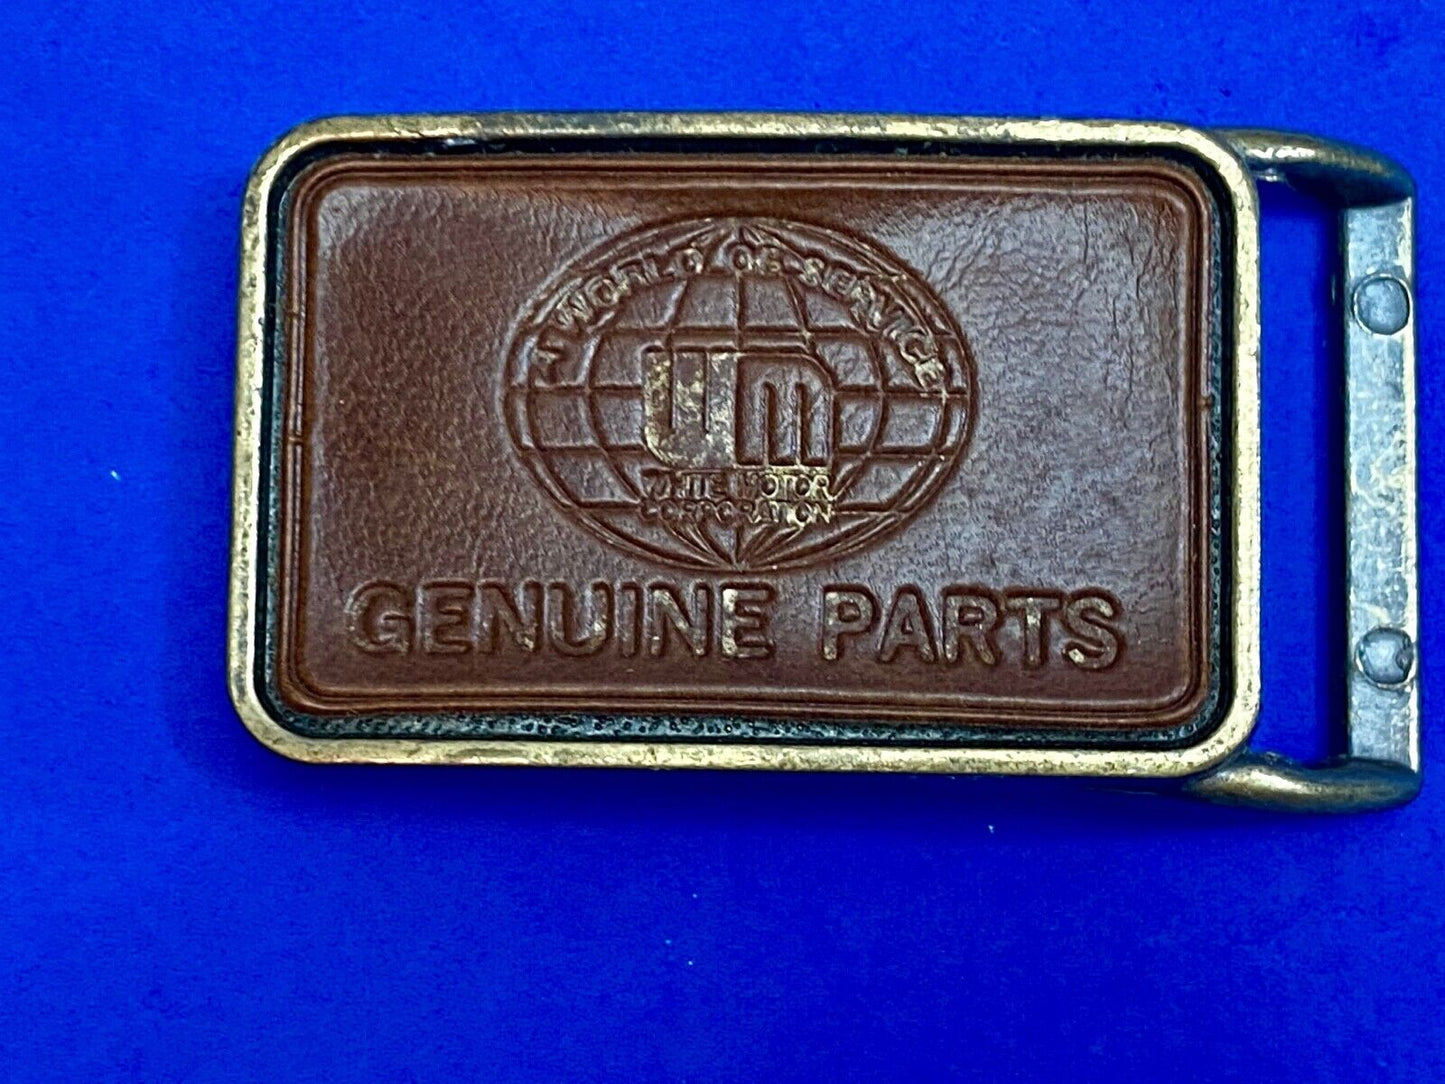 A WORLD OF SERVICE
WM
WHITE MOTOR
CORPORATION
GENUINE PARTS